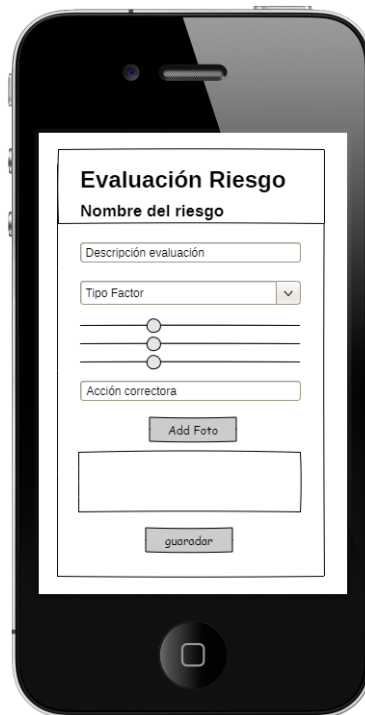 Evaluación Riesgo
Nombre del riesgo
Descripción evaluación
Tipo Factor
Acción correctora
Add Foto
guaradar